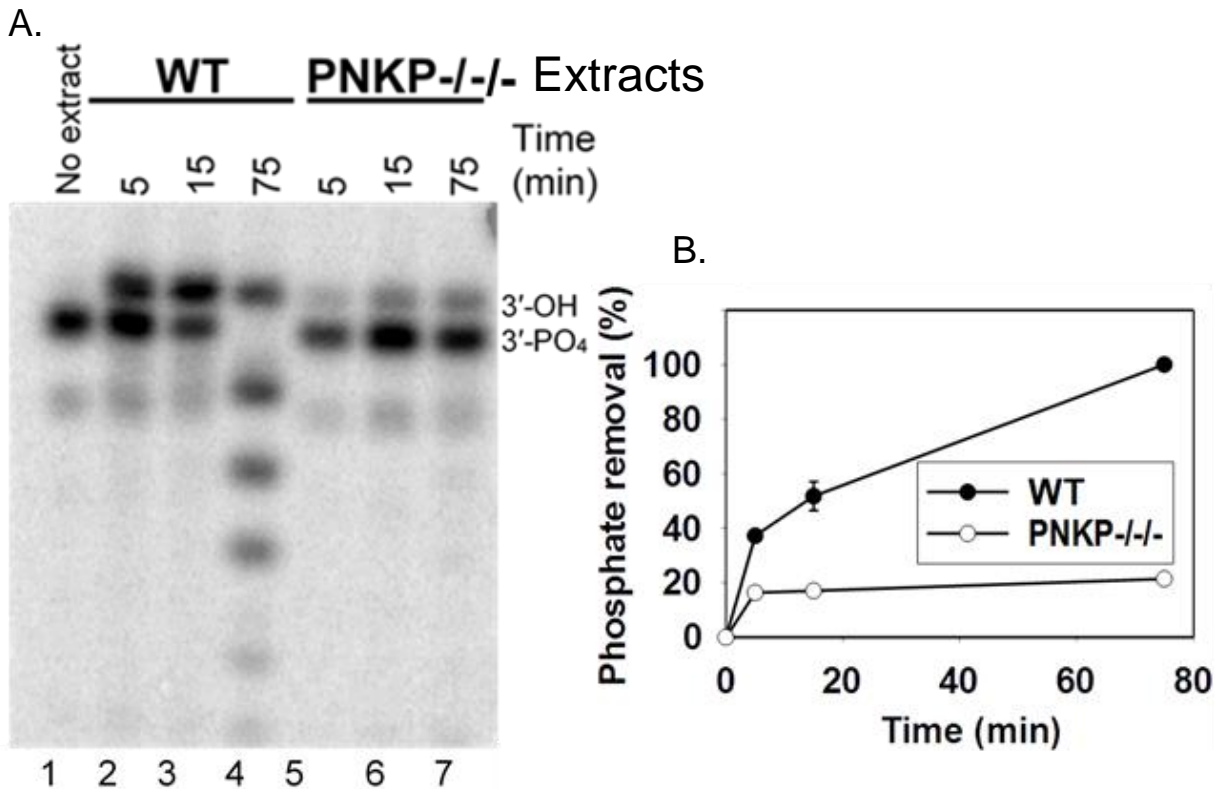 A.
No extract
WT
PNKP-/-/- Extracts
5
15
75
5
15
75
Time
(min)
3′-OH
3′-PO₄
1 2 3 4 5 6 7
B.
Phosphate removal (%)
100
80
60
40
20
0
WT
PNKP-/-/-
0 20 40 60 80
Time (min)